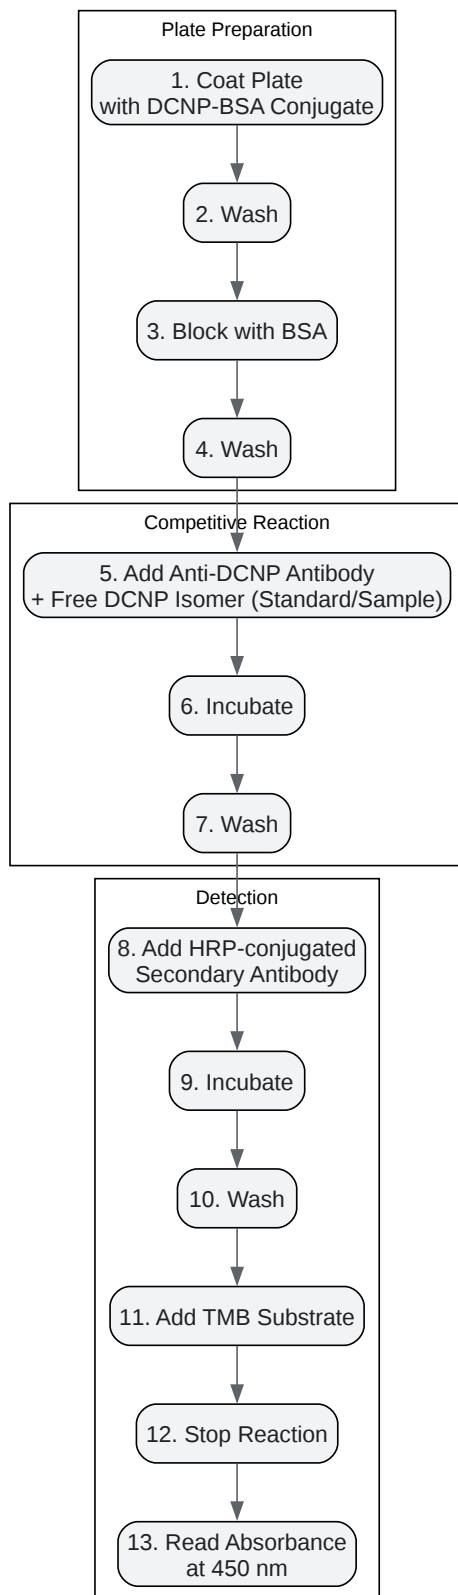 Plate Preparation
1. Coat Plate
with DCNP-BSA Conjugate
2. Wash
3. Block with BSA
4. Wash
Competitive Reaction
5. Add Anti-DCNP Antibody
+ Free DCNP Isomer (Standard/Sample)
6. Incubate
7. Wash
Detection
8. Add HRP-conjugated
Secondary Antibody
9. Incubate
10. Wash
11. Add TMB Substrate
12. Stop Reaction
13. Read Absorbance
at 450 nm